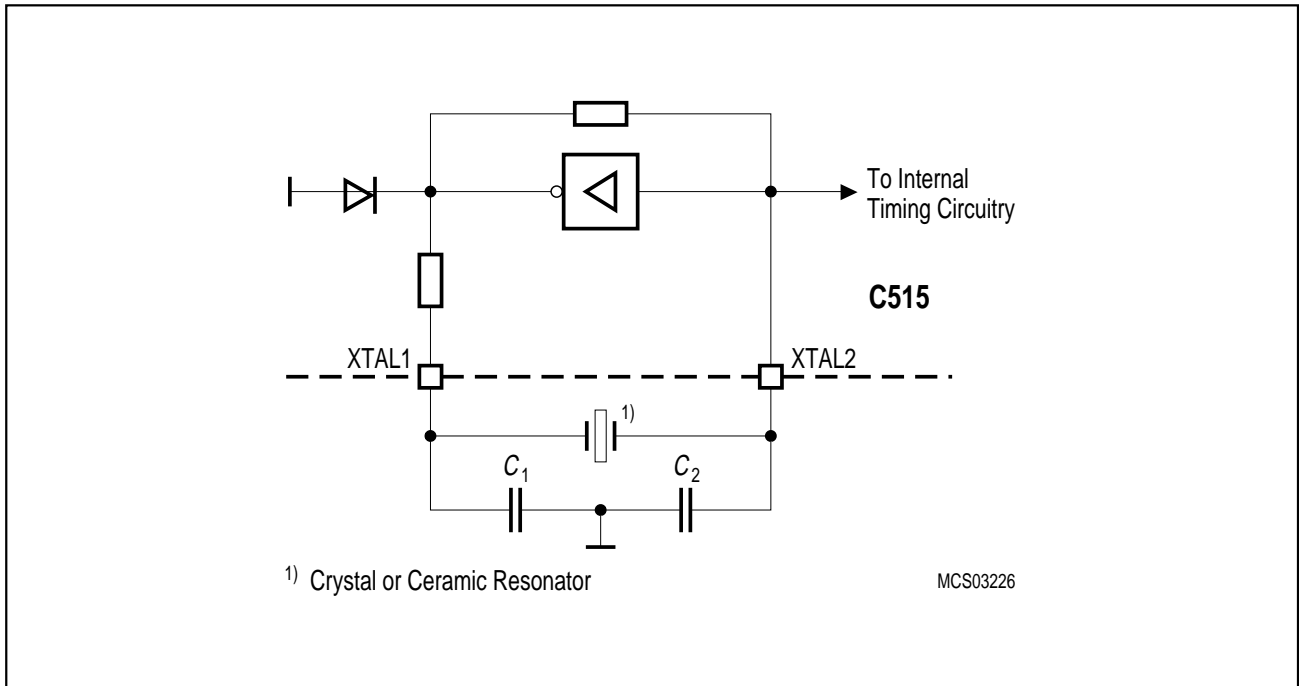 To Internal
Timing Circuitry
C515
XTAL1
XTAL2
1)
C1
C2
1) Crystal or Ceramic Resonator
MCS03226